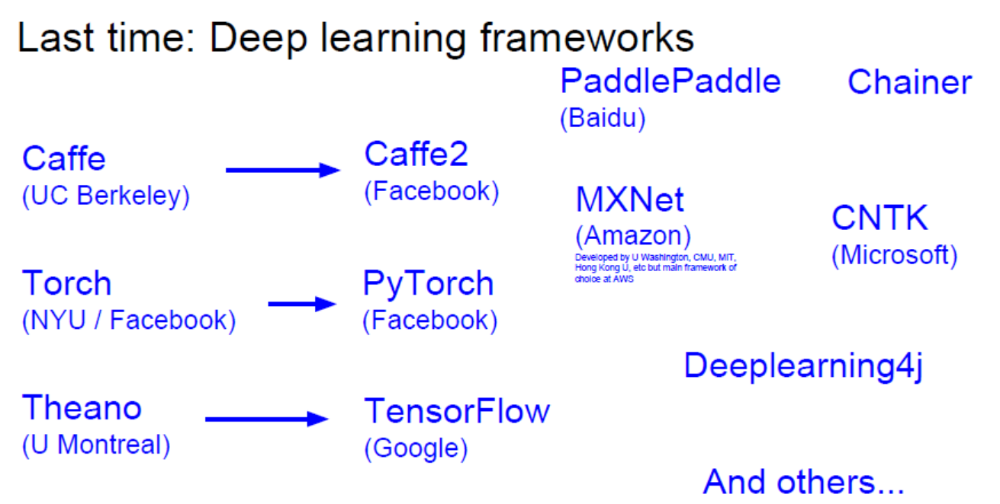 Last time: Deep learning frameworks
PaddlePaddle
(Baidu)
Chainer
Caffe
(UC Berkeley)
Caffe2
(Facebook)
MXNet
(Amazon)
Developed by U Washington, CMU, MIT,
Hong Kong U, etc but main framework of
choice at AWS
CNTK
(Microsoft)
Torch
(NYU / Facebook)
PyTorch
(Facebook)
Deeplearning4j
Theano
(U Montreal)
TensorFlow
(Google)
And others...